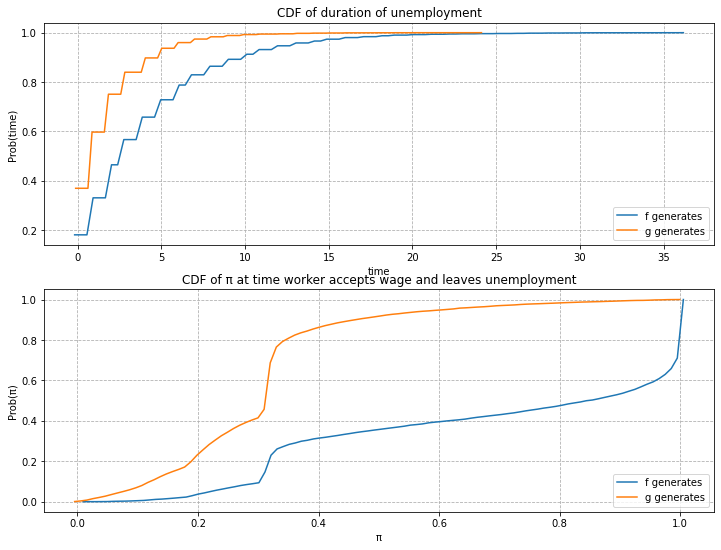 CDF of duration of unemployment
Prob(time)
1.0
0.8
0.6
0.4
0.2
f generates
g generates
0 5 10 15 20 25 30 35
time
CDF of π at time worker accepts wage and leaves unemployment
Prob(π)
1.0
0.8
0.6
0.4
0.2
0.0
f generates
g generates
0.0 0.2 0.4 0.6 0.8 1.0
π